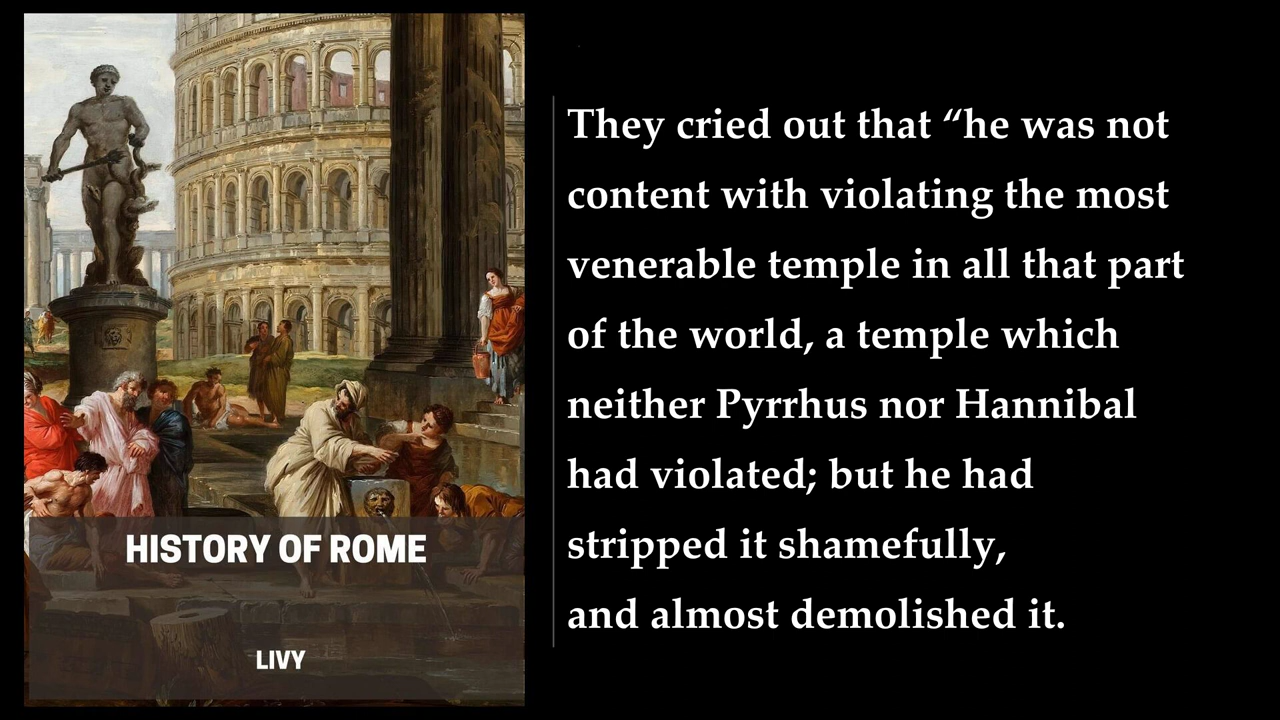 HISTORY OF ROME
LIVY
They cried out that “he was not
content with violating the most
venerable temple in all that part
of the world, a temple which
neither Pyrrhus nor Hannibal
had violated; but he had
stripped it shamefully,
and almost demolished it.